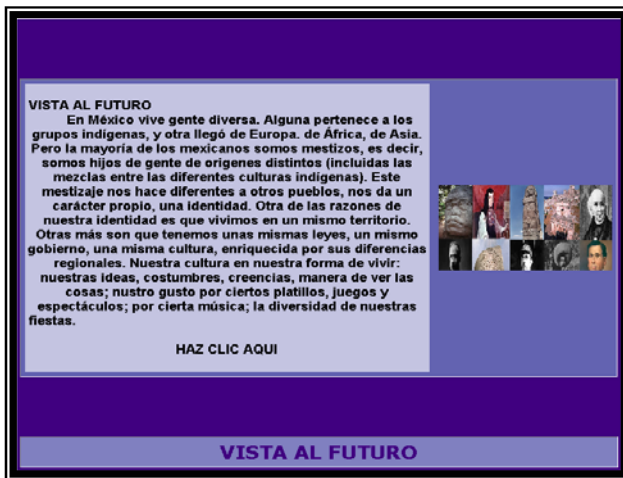 VISTA AL FUTURO
En México vive gente diversa. Alguna pertenece a los
grupos indígenas, y otra llegó de Europa. de África, de Asia.
Pero la mayoría de los mexicanos somos mestizos, es decir,
somos hijos de gente de origenes distintos (incluidas las
mezclas entre las diferentes culturas indígenas). Este
mestizaje nos hace diferentes a otros pueblos, nos da un
carácter propio, una identidad. Otra de las razones de
nuestra identidad es que vivimos en un mismo territorio.
Otras más son que tenemos unas mismas leyes, un mismo
gobierno, una misma cultura, enriquecida por sus diferencias
regionales. Nuestra cultura en nuestra forma de vivir:
nuestras ideas, costumbres, creencias, manera de ver las
cosas; nustro gusto por ciertos platillos, juegos y
espectáculos; por cierta música; la diversidad de nuestras
fiestas.
HAZ CLIC AQUI
VISTA AL FUTURO